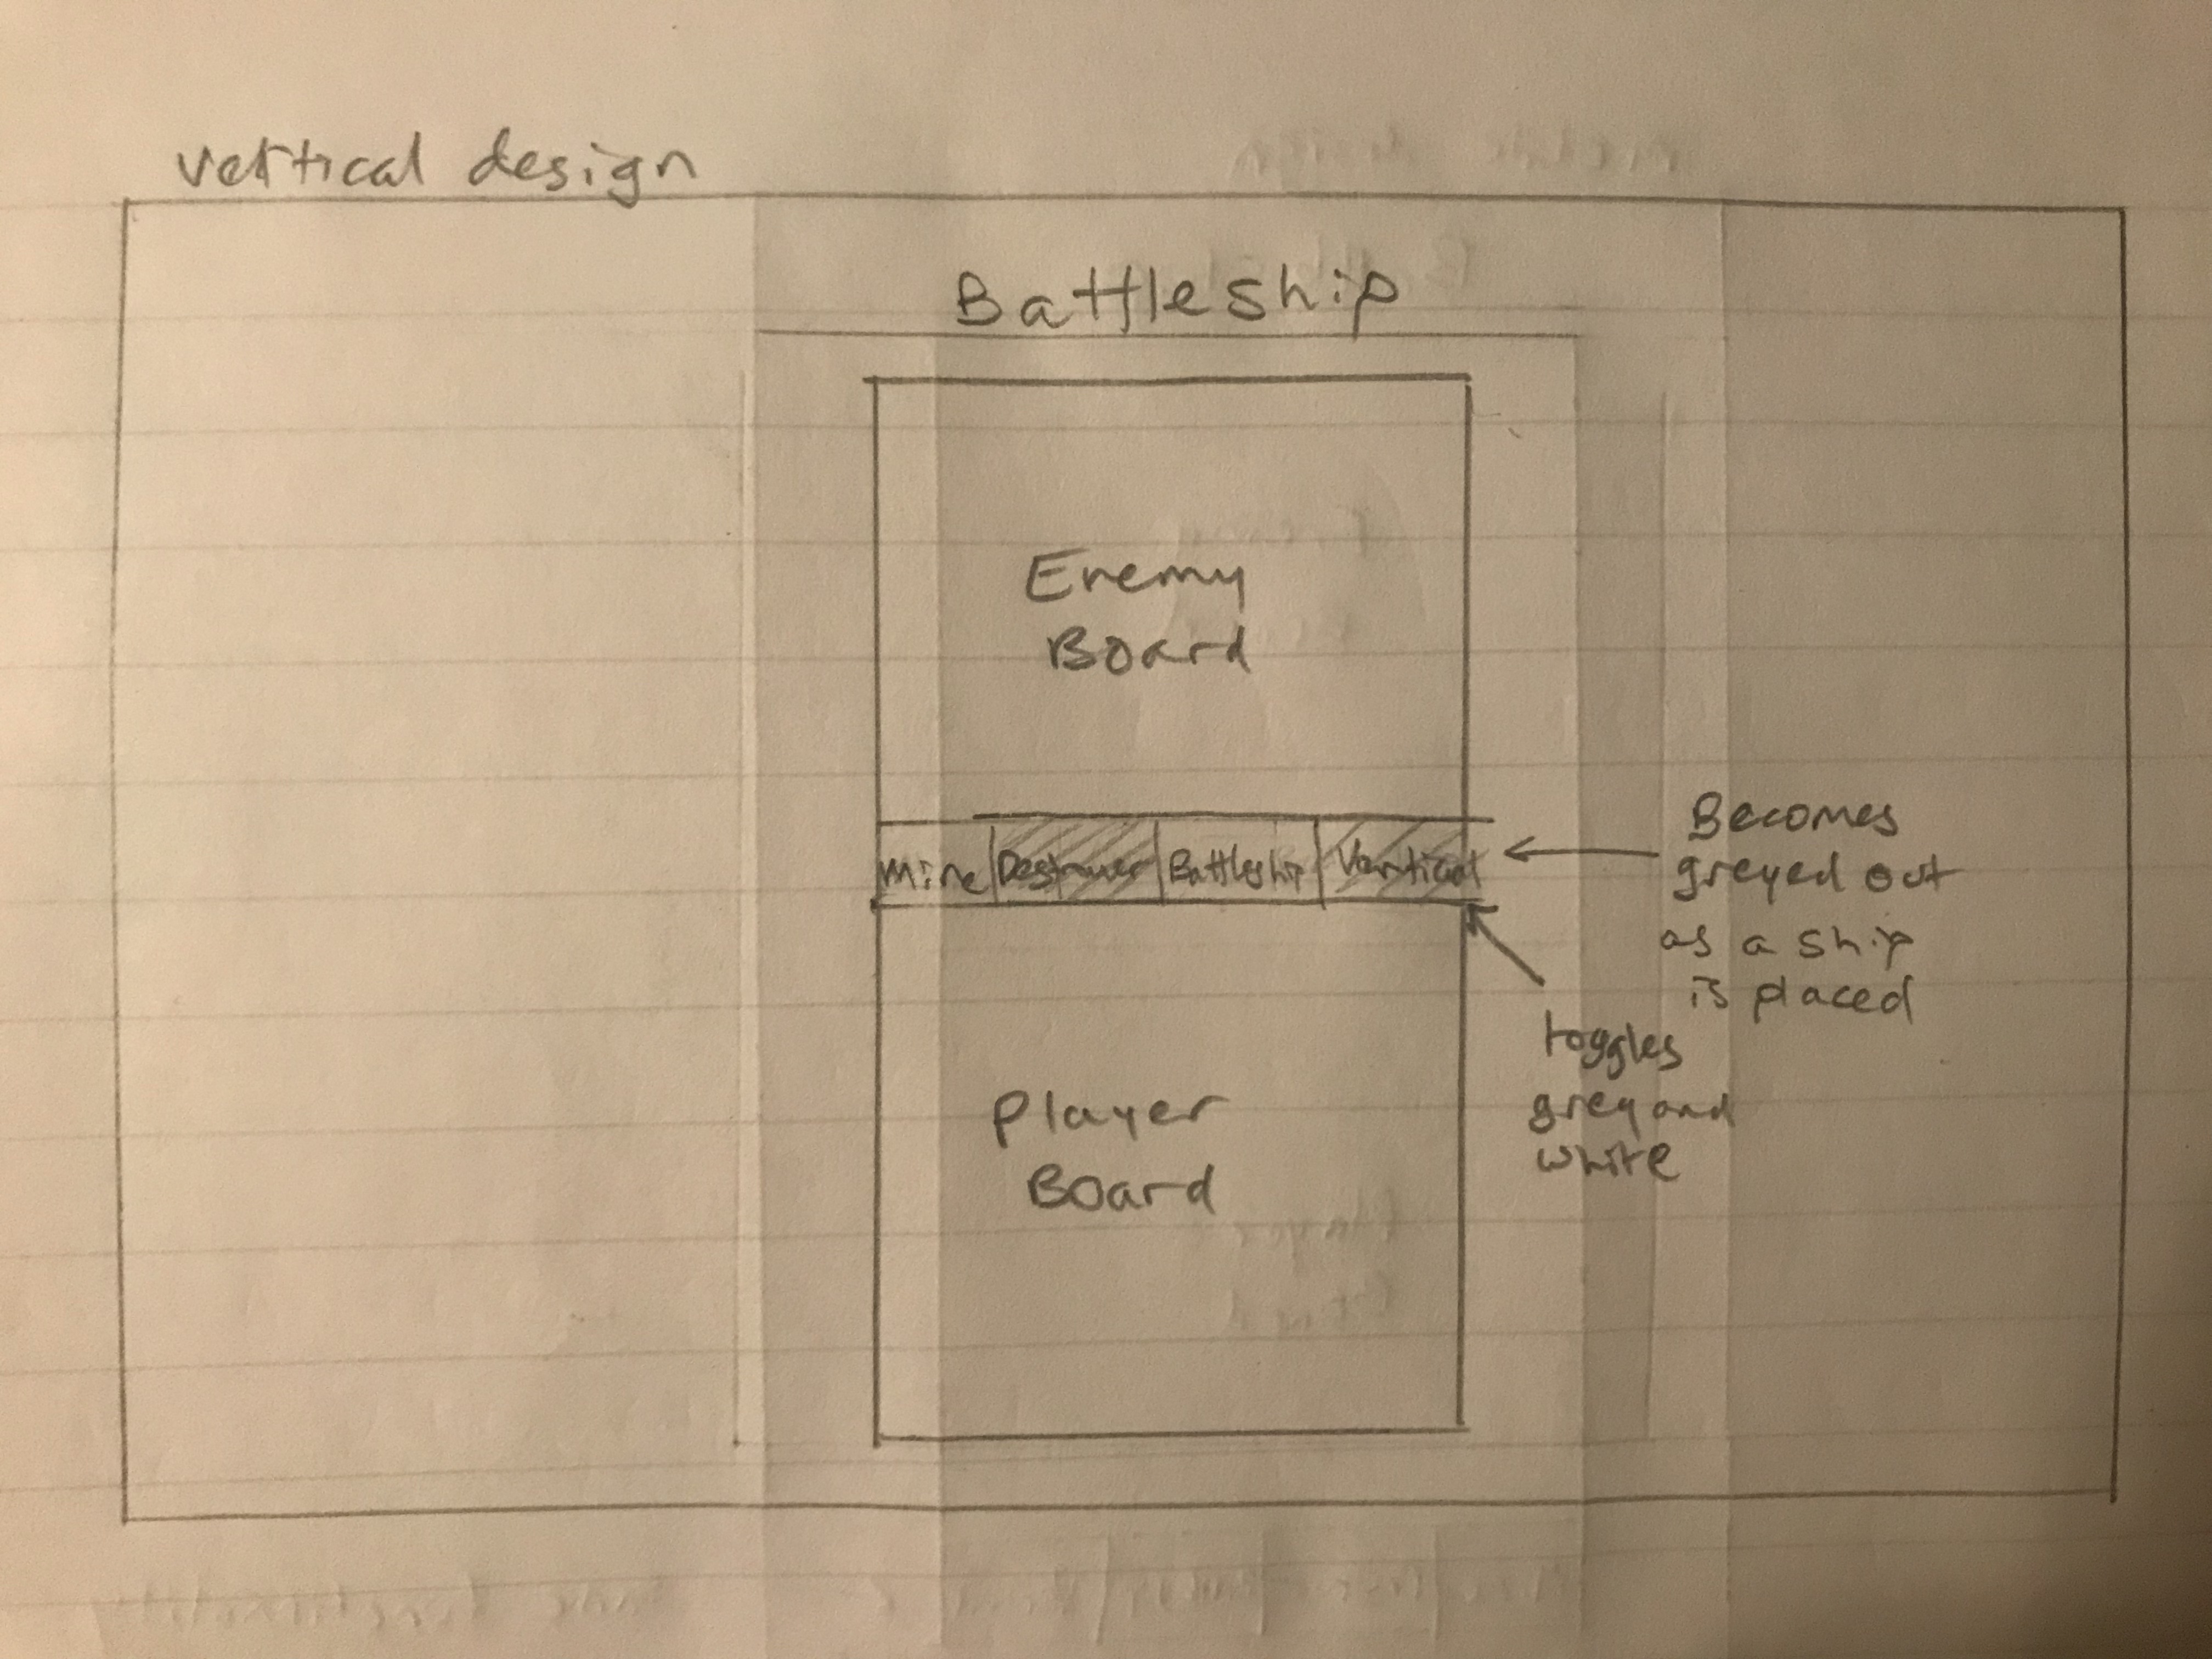 vertical design
Battleship
Enemy
Board
Mine Destroyer Battleship Vertical
Becomes
greyed out
as a ship
is placed
toggles
grey and
white
Player
Board